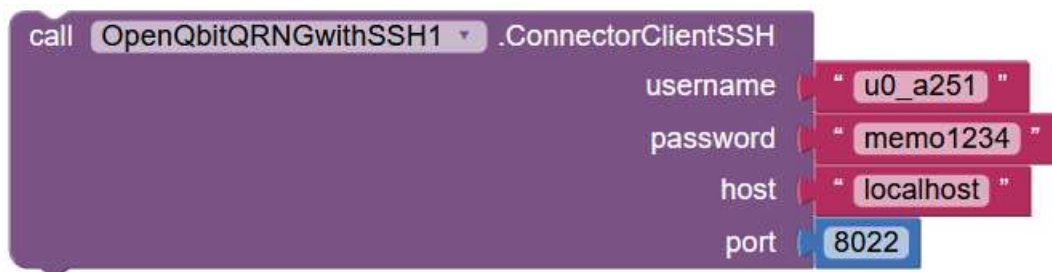 call OpenQbitQRNGwithSSH1 .ConnectorClientSSH
username " u0_a251 "
password " memo1234 "
host " localhost "
port 8022